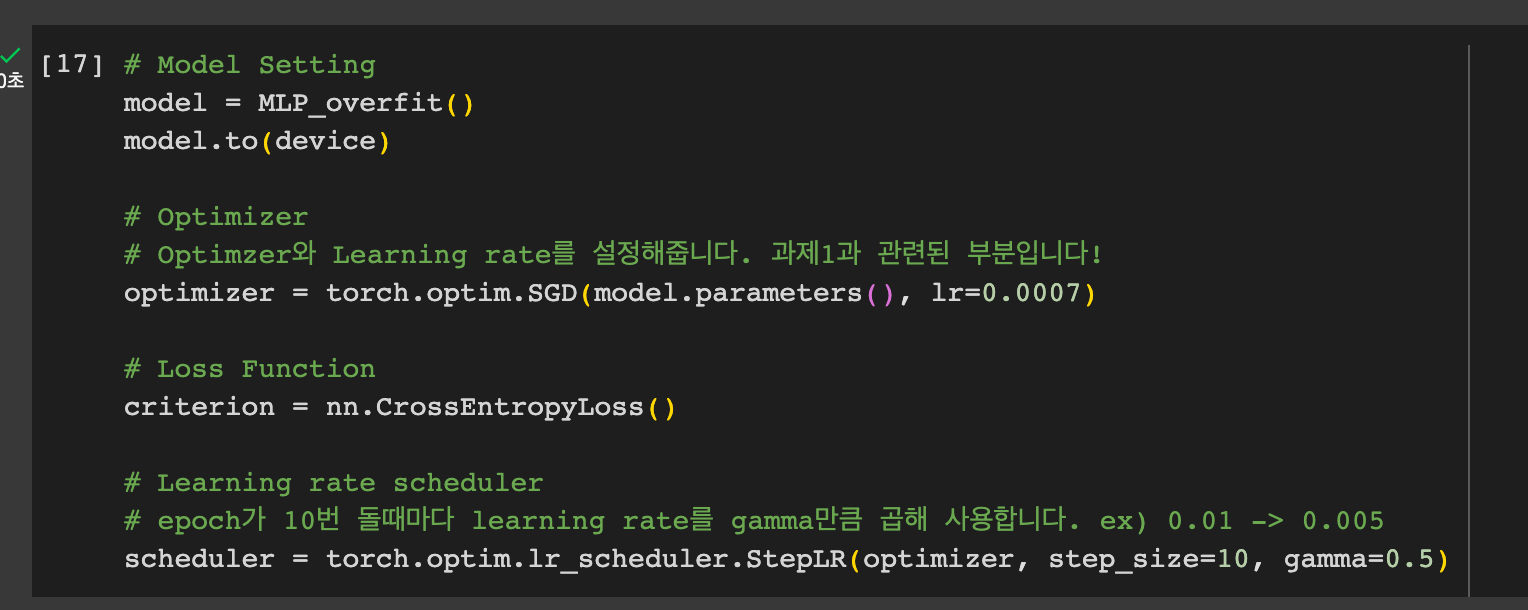 [17] # Model Setting
model = MLP_overfit()
model.to(device)
# Optimizer
# Optimzer와 Learning rate를 설정해줍니다. 과제1과 관련된 부분입니다!
optimizer = torch.optim.SGD(model.parameters(), lr=0.0007)
# Loss Function
criterion = nn.CrossEntropyLoss()
# Learning rate scheduler
# epoch가 10번 돌때마다 learning rate를 gamma만큼 곱해 사용합니다. ex) 0.01 -> 0.005
scheduler = torch.optim.lr_scheduler.StepLR(optimizer, step_size=10, gamma=0.5)
0초